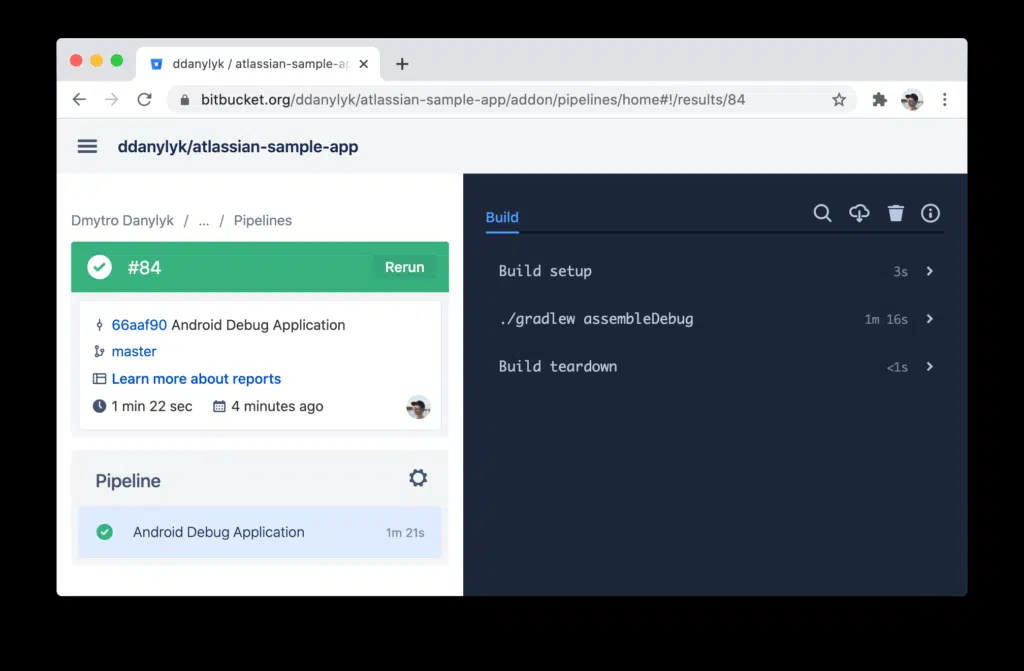 ddanylyk / atlassian-sample-ap
bitbucket.org/ddanylyk/atlassian-sample-app/addon/pipelines/home#!/results/84
ddanylyk/atlassian-sample-app
Dmytro Danylyk / ... / Pipelines
#84 Rerun
66aaf90 Android Debug Application
master
Learn more about reports
1 min 22 sec 4 minutes ago
Pipeline
Android Debug Application 1m 21s
Build
Build setup 3s
./gradlew assembleDebug 1m 16s
Build teardown <1s